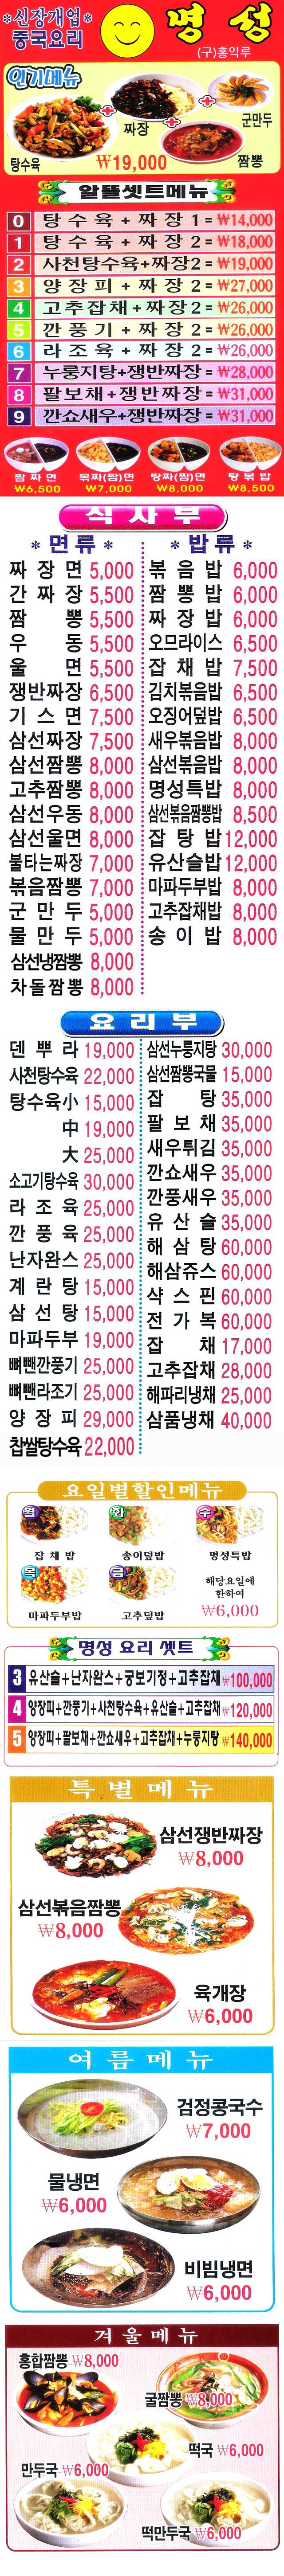 *신장개업*
중국요리
명성
(구)홍익루
인기메뉴
탕수육
짜장
군만두
짬뽕
₩19,000
알뜰셋트메뉴
0 탕수육+짜장1=₩14,000
1 탕수육+짜장2=₩18,000
2 사천탕수육+짜장2=₩19,000
3 양장피+짜장2=₩27,000
4 고추잡채+짜장2=₩26,000
5 깐풍기+짜장2=₩26,000
6 라조육+짜장2=₩26,000
7 누룽지탕+쟁반짜장=₩28,000
8 팔보채+쟁반짜장=₩31,000
9 깐쇼새우+쟁반짜장=₩31,000
짬짜면 ₩6,500
볶짜(짬)면 ₩7,000
탕짜(짬)면 ₩8,000
탕볶밥 ₩8,500
식사부
*면류*
짜장면 5,000
간짜장 5,500
짬뽕 5,500
우동 5,500
울면 5,500
쟁반짜장 6,500
기스면 7,500
삼선짜장 7,500
삼선짬뽕 8,000
고추짬뽕 8,000
삼선우동 8,000
삼선울면 8,000
불타는짜장 7,000
볶음짬뽕 7,000
군만두 5,000
물만두 5,000
삼선냉짬뽕 8,000
차돌짬뽕 8,000
*밥류*
볶음밥 6,000
짬뽕밥 6,000
짜장밥 6,000
오므라이스 6,500
잡채밥 7,500
김치볶음밥 6,500
오징어덮밥 6,500
새우볶음밥 8,000
삼선볶음밥 8,000
명성특밥 8,000
삼선볶음짬뽕밥 8,500
잡탕밥 12,000
유산슬밥 12,000
마파두부밥 8,000
고추잡채밥 8,000
송이밥 8,000
요리부
덴뿌라 19,000
사천탕수육 22,000
탕수육小 15,000
中 19,000
大 25,000
소고기탕수육 30,000
라조육 25,000
깐풍육 25,000
난자완스 25,000
계란탕 15,000
삼선탕 15,000
마파두부 19,000
뼈뺀깐풍기 25,000
뼈뺀라조기 25,000
양장피 29,000
찹쌀탕수육 22,000
삼선누룽지탕 30,000
삼선짬뽕국물 15,000
잡탕 35,000
팔보채 35,000
새우튀김 35,000
깐쇼새우 35,000
깐풍새우 35,000
유산슬 35,000
해삼탕 60,000
해삼쥬스 60,000
샥스핀 60,000
전가복 60,000
잡채 17,000
고추잡채 28,000
해파리냉채 25,000
삼품냉채 40,000
요일별할인메뉴
월
잡채밥
화
송이덮밥
수
명성특밥
목
마파두부밥
금
고추덮밥
해당요일에
한하여
₩6,000
명성 요리 셋트
3 유산슬+난자완스+궁보기정+고추잡채 ₩100,000
4 양장피+깐풍기+사천탕수육+유산슬+고추잡채 ₩120,000
5 양장피+팔보채+깐쇼새우+고추잡채+누룽지탕 ₩140,000
특별메뉴
삼선쟁반짜장
₩8,000
삼선볶음짬뽕
₩8,000
육개장
₩6,000
여름메뉴
검정콩국수
₩7,000
물냉면
₩6,000
비빔냉면
₩6,000
겨울메뉴
홍합짬뽕 ₩8,000
굴짬뽕 ₩8,000
떡국 ₩6,000
만두국 ₩6,000
떡만두국 ₩6,000